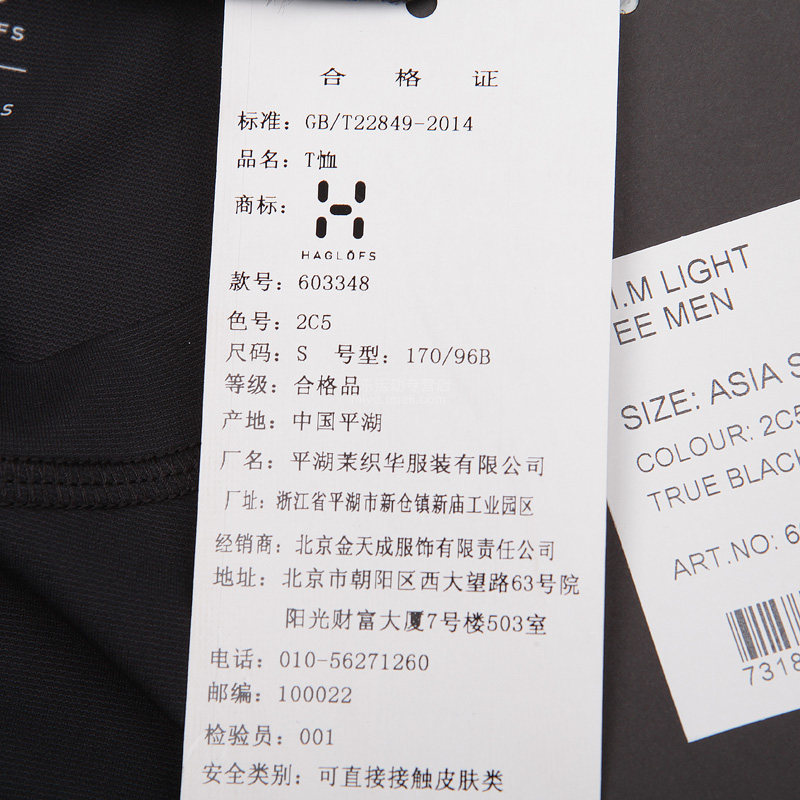 FS
S
合格证
标准：GB/T22849-2014
品名：T恤
商标：
HAGLÖFS
款号：603348
色号：2C5
尺码：S 号型：170/96B
等级：合格品
产地：中国平湖
厂名：平湖茉织华服装有限公司
厂址：浙江省平湖市新仓镇新庙工业园区
经销商：北京金天成服饰有限责任公司
地址：北京市朝阳区西大望路63号院
阳光财富大厦7号楼503室
电话：010-56271260
邮编：100022
检验员：001
安全类别：可直接接触皮肤类
I.M LIGHT
EE MEN
SIZE: ASIA S
COLOUR: 2C5
TRUE BLACK
ART.NO: 6
7318